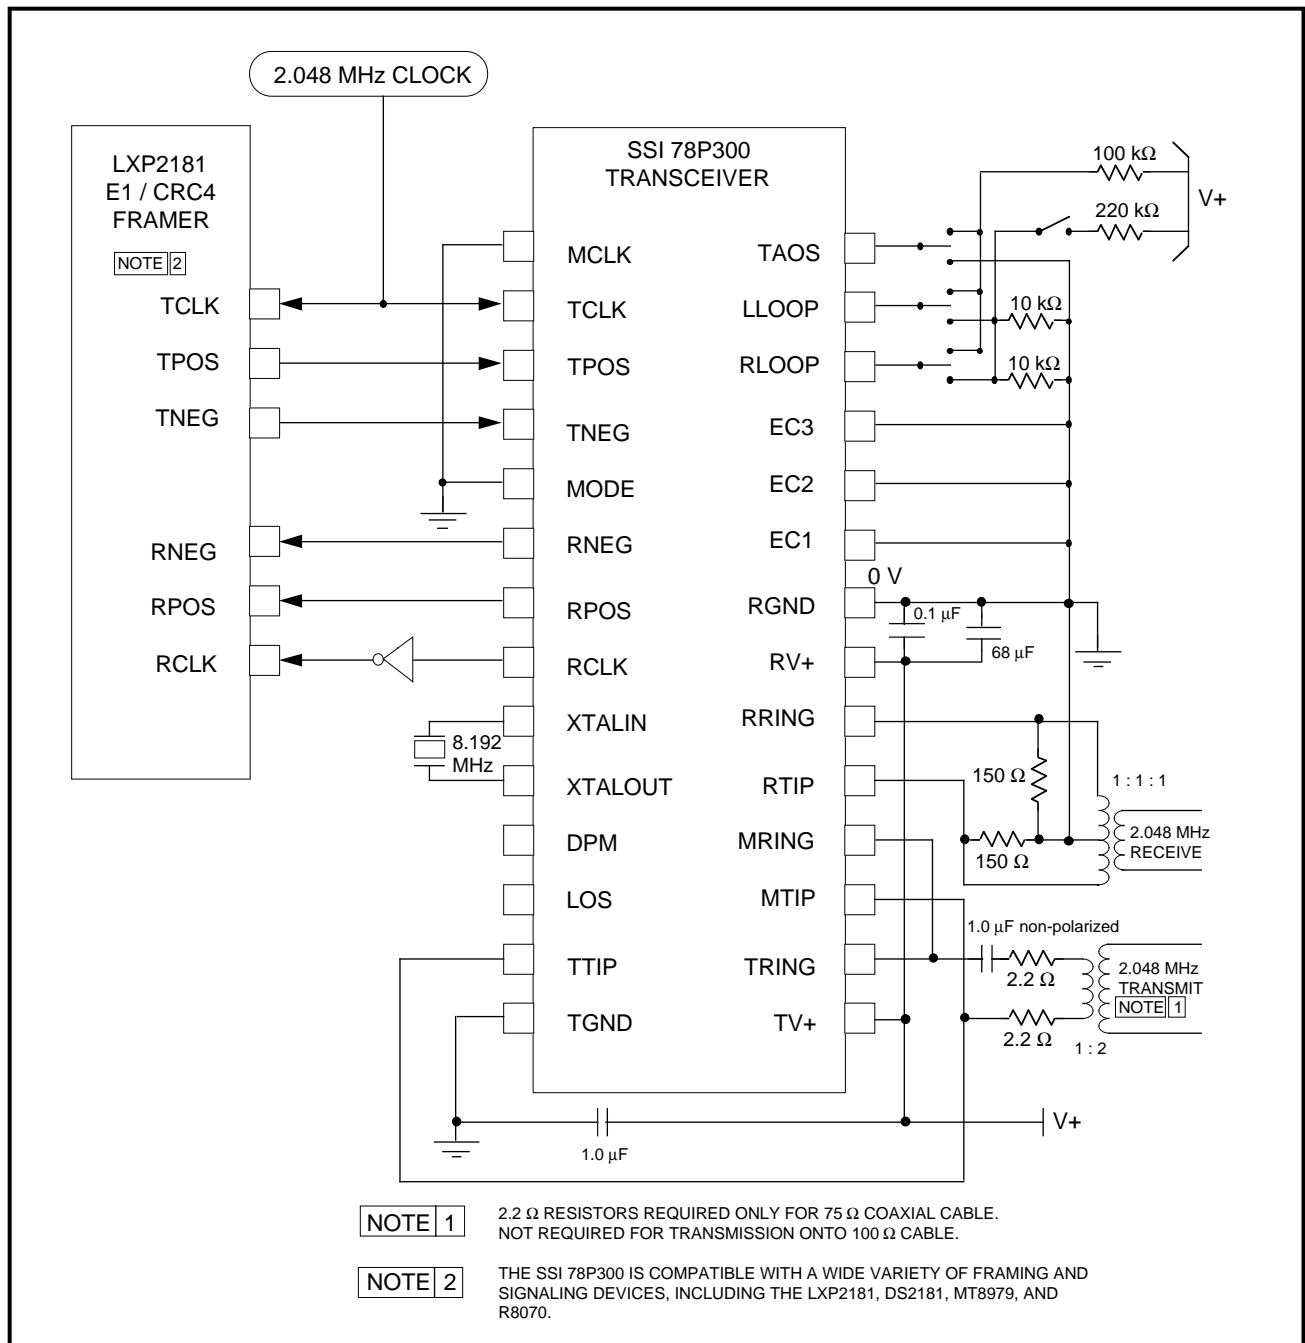 2.048 MHz CLOCK
LXP2181
E1 / CRC4
FRAMER
NOTE 2
TCLK
TPOS
TNEG
RNEG
RPOS
RCLK
SSI 78P300
TRANSCEIVER
MCLK
TCLK
TPOS
TNEG
MODE
RNEG
RPOS
RCLK
XTALIN
XTALOUT
DPM
LOS
TTIP
TGND
TAOS
LLOOP
RLOOP
EC3
EC2
EC1
RGND
RV+
RRING
RTIP
MRING
MTIP
TRING
TV+
8.192
MHz
100 kΩ
220 kΩ
V+
10 kΩ
10 kΩ
0 V
0.1 µF
68 µF
150 Ω
150 Ω
1 : 1 : 1
2.048 MHz
RECEIVE
1.0 µF non-polarized
2.2 Ω
2.2 Ω
2.048 MHz
TRANSMIT
NOTE 1
1 : 2
1.0 µF
V+
NOTE 1
2.2 Ω RESISTORS REQUIRED ONLY FOR 75 Ω COAXIAL CABLE.
NOT REQUIRED FOR TRANSMISSION ONTO 100 Ω CABLE.
NOTE 2
THE SSI 78P300 IS COMPATIBLE WITH A WIDE VARIETY OF FRAMING AND
SIGNALING DEVICES, INCLUDING THE LXP2181, DS2181, MT8979, AND
R8070.